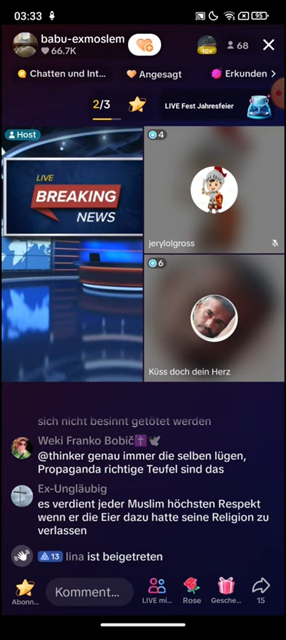 03:33
95
babu-exmoslem
66.7K
10+
68
Chatten und Int...
Angesagt
Erkunden >
2/3
LIVE Fest Jahresfeier
Host
4
LIVE
BREAKING
NEWS
jerylolgross
6
Küss doch dein Herz
sich nicht besinnt getötet werden
Weki Franko Bobič✝️🕊️
@thinker genau immer die selben lügen,
Propaganda richtige Teufel sind das
Ex-Ungläubig
es verdient jeder Muslim höchsten Respekt
wenn er die Eier dazu hatte seine Religion zu
verlassen
13 lina ist beigetreten
Kommentar...
Abonn...
LIVE mi...
Rose
Gesche...
15